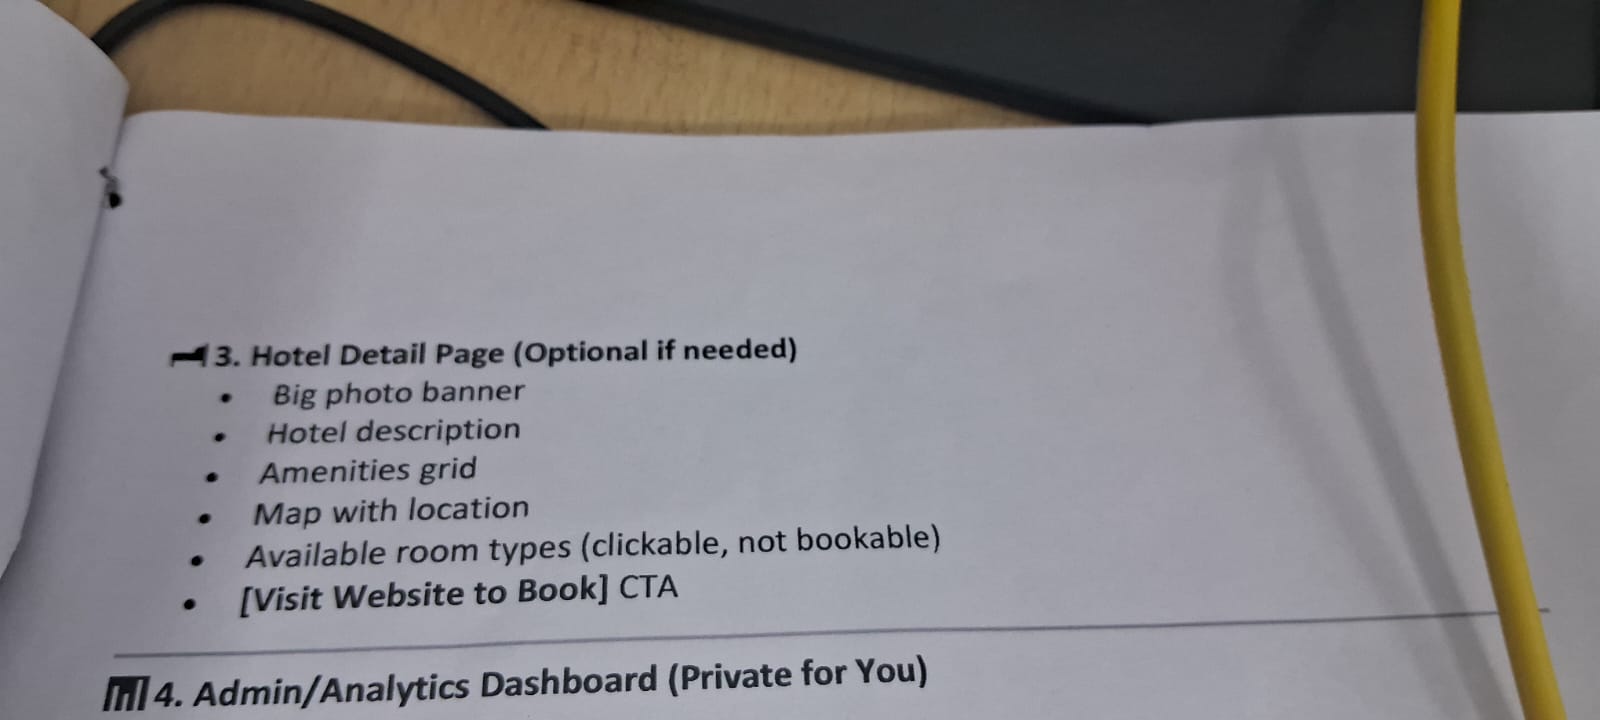 3. Hotel Detail Page (Optional if needed)
• Big photo banner
• Hotel description
• Amenities grid
• Map with location
• Available room types (clickable, not bookable)
• [Visit Website to Book] CTA
4. Admin/Analytics Dashboard (Private for You)